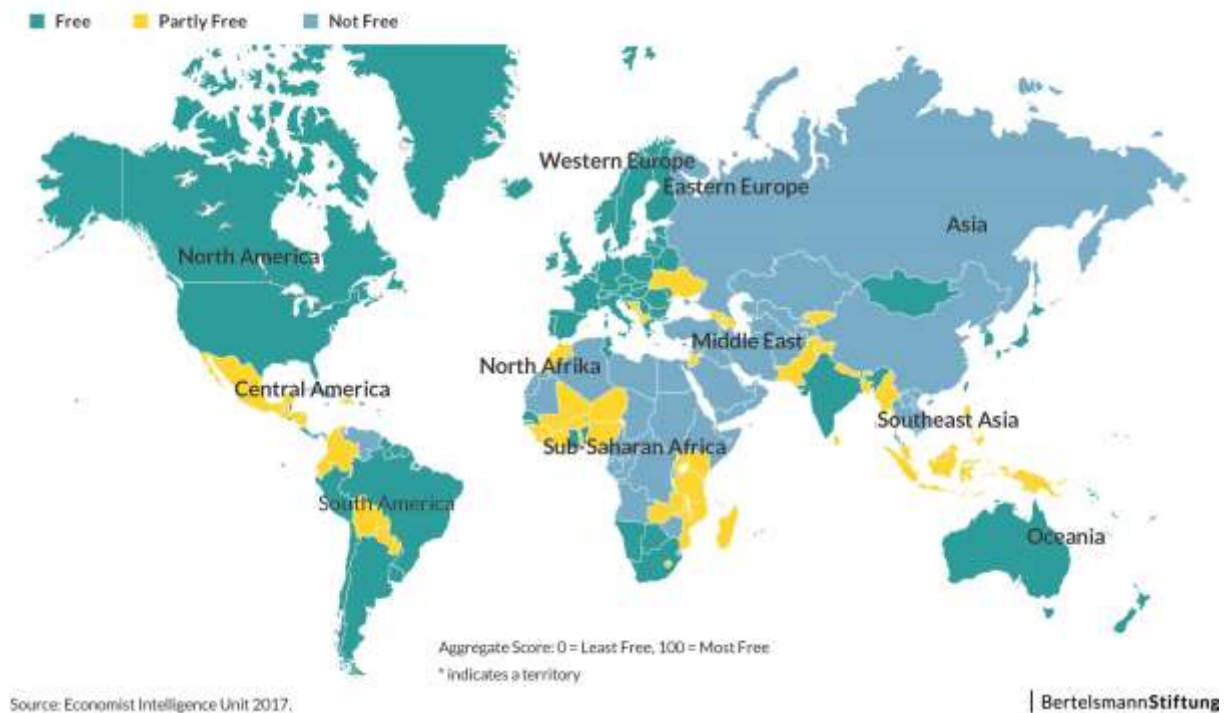 Free Partly Free Not Free
Western Europe
Eastern Europe
Asia
North America
Middle East
North Afrika
Central America
Southeast Asia
Sub-Saharan Africa
South America
Oceania
Aggregate Score: 0 = Least Free, 100 = Most Free
* indicates a territory
Source: Economist Intelligence Unit 2017.
| BertelsmannStiftung